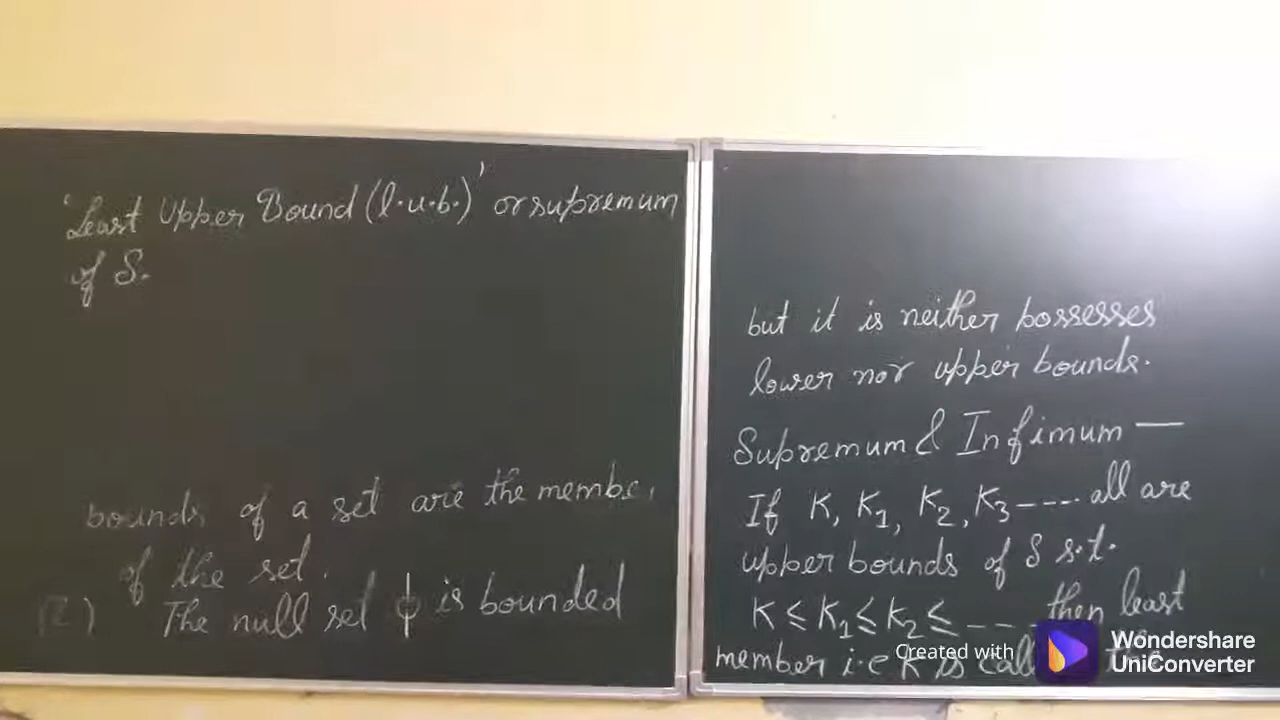 'Least Upper Bound (l.u.b.)' or supremum
of S.
bounds of a set are the membe
of the set.
(2) The null set φ is bounded
but it is neither possesses
lower nor upper bounds.
Supremum & Infimum —
If K, K₁, K₂, K₃ ---- all are
upper bounds of S s.t.
K ≤ K₁ ≤ K₂ ≤ --- then least
member i.e K is call the
Created with Wondershare
UniConverter